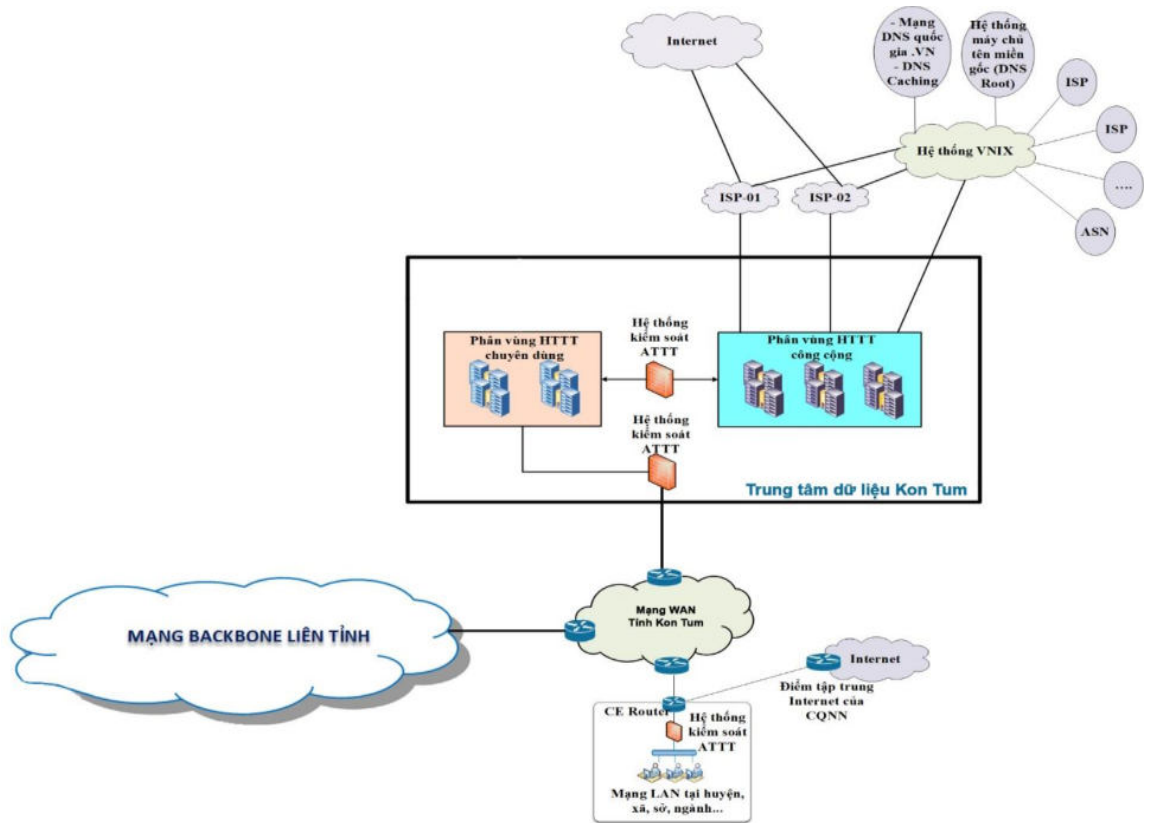 Internet
- Mạng
DNS quốc
gia .VN
- DNS
Caching
Hệ thống
máy chủ
tên miền
gốc (DNS
Root)
ISP
ISP
....
ASN
Hệ thống VNIX
ISP-01
ISP-02
Phân vùng HTTT
chuyên dùng
Hệ thống
kiểm soát
ATTT
Phân vùng HTTT
công cộng
Hệ thống
kiểm soát
ATTT
Trung tâm dữ liệu Kon Tum
Mạng WAN
Tỉnh Kon Tum
MẠNG BACKBONE LIÊN TỈNH
Internet
Điểm tập trung
Internet của
CQNN
CE Router
Hệ thống
kiểm soát
ATTT
Mạng LAN tại huyện,
xã, sở, ngành...